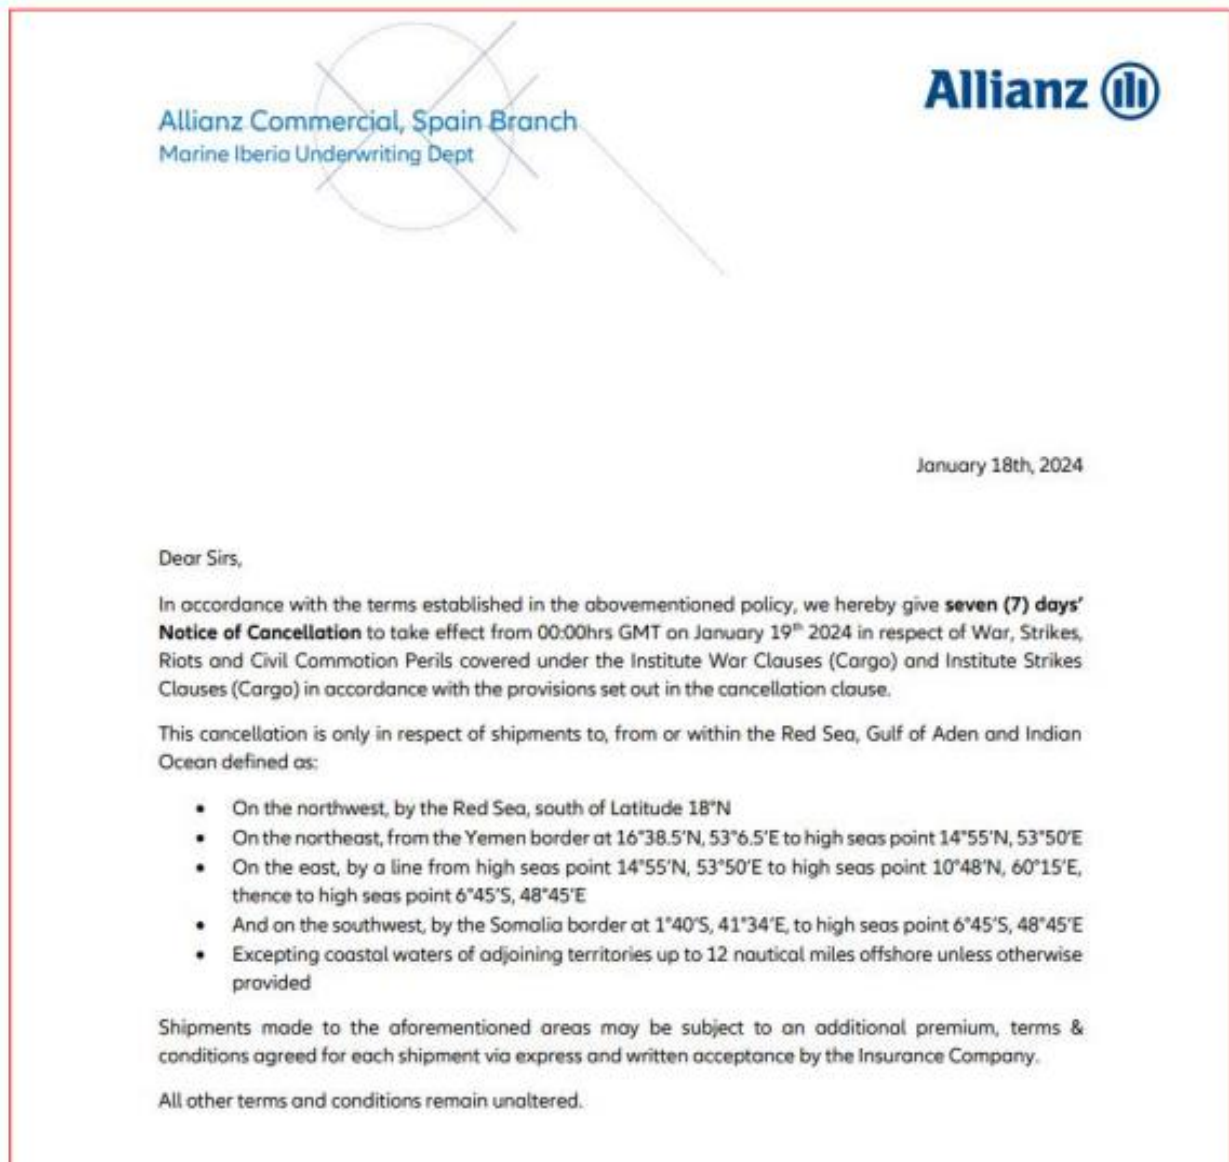 Allianz
Allianz Commercial, Spain Branch
Marine Iberia Underwriting Dept
January 18th, 2024
Dear Sirs,
In accordance with the terms established in the abovementioned policy, we hereby give seven (7) days'
Notice of Cancellation to take effect from 00:00hrs GMT on January 19th 2024 in respect of War, Strikes,
Riots and Civil Commotion Perils covered under the Institute War Clauses (Cargo) and Institute Strikes
Clauses (Cargo) in accordance with the provisions set out in the cancellation clause.
This cancellation is only in respect of shipments to, from or within the Red Sea, Gulf of Aden and Indian
Ocean defined as:
• On the northwest, by the Red Sea, south of Latitude 18°N
• On the northeast, from the Yemen border at 16°38.5'N, 53°6.5'E to high seas point 14°55'N, 53°50'E
• On the east, by a line from high seas point 14°55'N, 53°50'E to high seas point 10°48'N, 60°15'E,
thence to high seas point 6°45'S, 48°45'E
• And on the southwest, by the Somalia border at 1°40'S, 41°34'E, to high seas point 6°45'S, 48°45'E
• Excepting coastal waters of adjoining territories up to 12 nautical miles offshore unless otherwise
provided
Shipments made to the aforementioned areas may be subject to an additional premium, terms &
conditions agreed for each shipment via express and written acceptance by the Insurance Company.
All other terms and conditions remain unaltered.